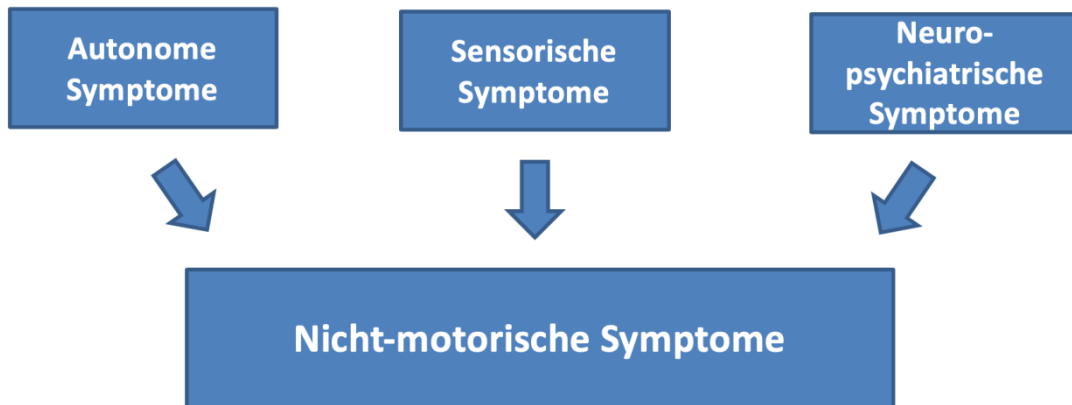 Autonome
Symptome
Sensorische
Symptome
Neuro-
psychiatrische
Symptome
Nicht-motorische Symptome